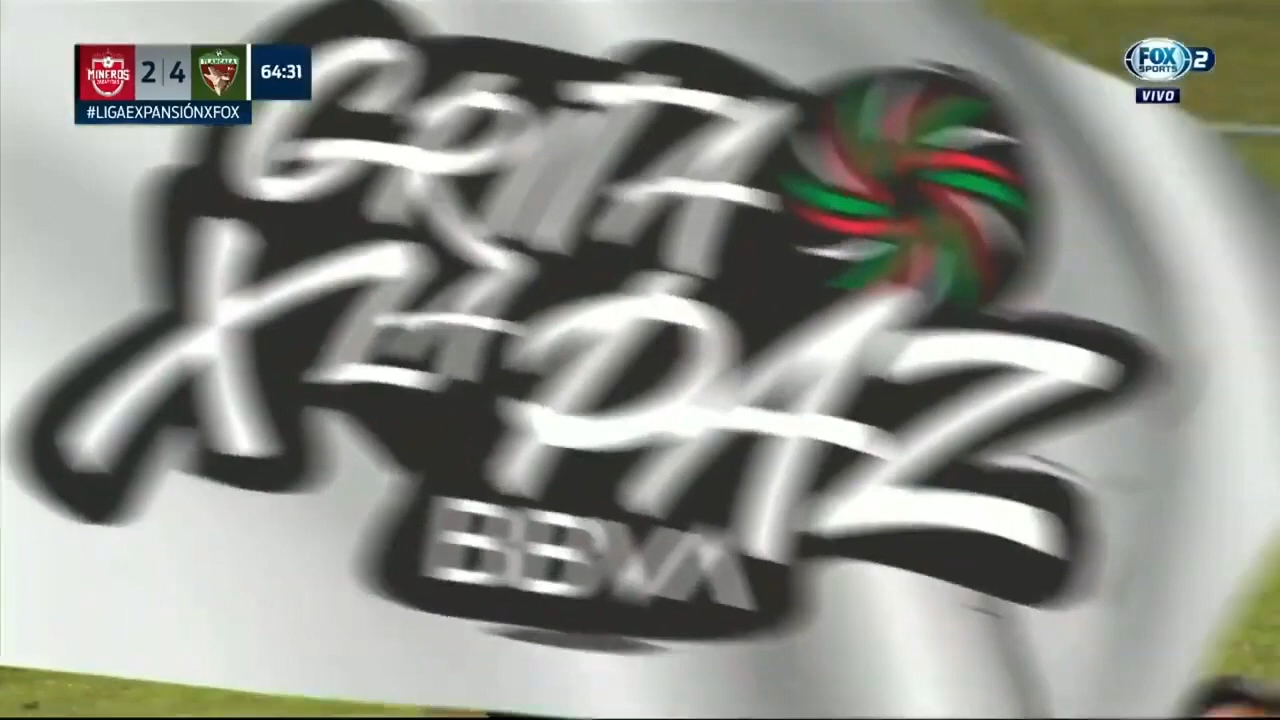 MINEROS
2 4
TLAXCALA
64:31
#LIGAEXPANSIÓNXFOX
FOX
SPORTS
2
VIVO
GRITA
X LA PAZ
BBVA